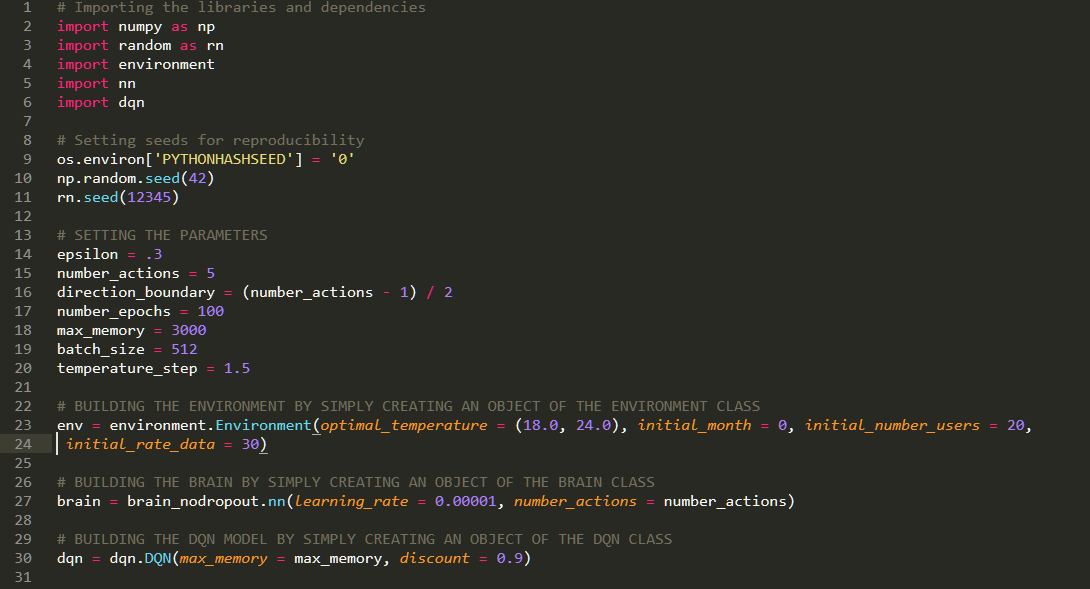 1 # Importing the libraries and dependencies
2 import numpy as np
3 import random as rn
4 import environment
5 import nn
6 import dqn
7
8 # Setting seeds for reproducibility
9 os.environ['PYTHONHASHSEED'] = '0'
10 np.random.seed(42)
11 rn.seed(12345)
12
13 # SETTING THE PARAMETERS
14 epsilon = .3
15 number_actions = 5
16 direction_boundary = (number_actions - 1) / 2
17 number_epochs = 100
18 max_memory = 3000
19 batch_size = 512
20 temperature_step = 1.5
21
22 # BUILDING THE ENVIRONMENT BY SIMPLY CREATING AN OBJECT OF THE ENVIRONMENT CLASS
23 env = environment.Environment(optimal_temperature = (18.0, 24.0), initial_month = 0, initial_number_users = 20,
24 initial_rate_data = 30)
25
26 # BUILDING THE BRAIN BY SIMPLY CREATING AN OBJECT OF THE BRAIN CLASS
27 brain = brain_nodropout.nn(learning_rate = 0.00001, number_actions = number_actions)
28
29 # BUILDING THE DQN MODEL BY SIMPLY CREATING AN OBJECT OF THE DQN CLASS
30 dqn = dqn.DQN(max_memory = max_memory, discount = 0.9)
31